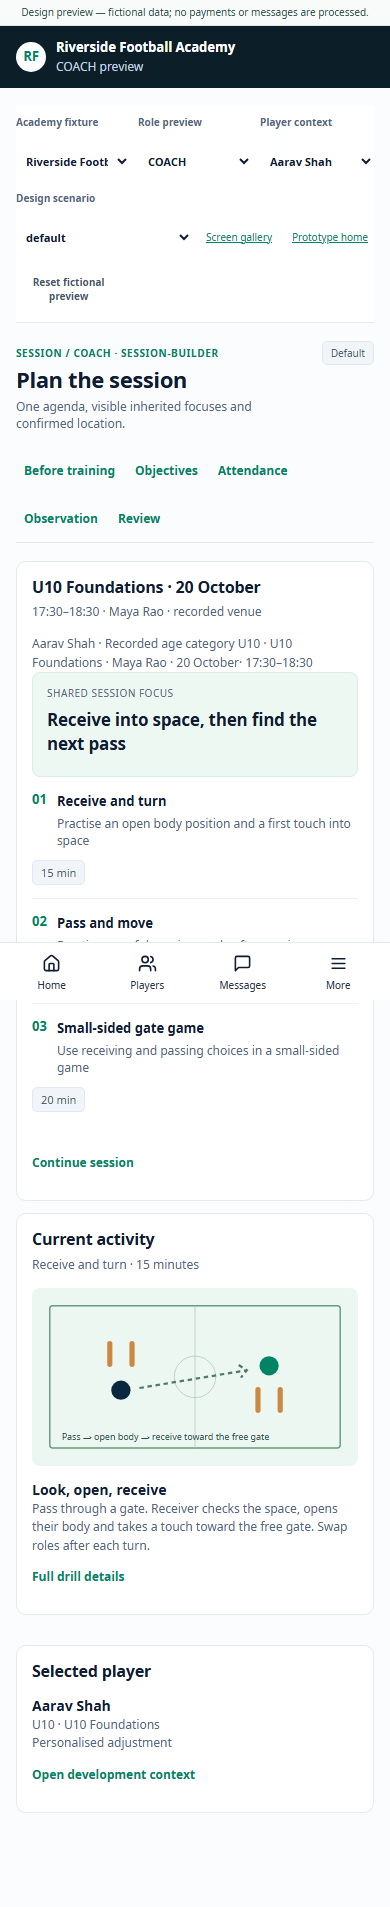 Design preview — fictional data; no payments or messages are processed.
RF
Riverside Football Academy
COACH preview
Academy fixture
Role preview
Player context
Riverside Footb
COACH
Aarav Shah
Design scenario
default
Screen gallery
Prototype home
Reset fictional
preview
SESSION / COACH · SESSION-BUILDER
Default
Plan the session
One agenda, visible inherited focuses and
confirmed location.
Before training
Objectives
Attendance
Observation
Review
U10 Foundations · 20 October
17:30–18:30 · Maya Rao · recorded venue
Aarav Shah · Recorded age category U10 · U10
Foundations · Maya Rao · 20 October· 17:30–18:30
SHARED SESSION FOCUS
Receive into space, then find the
next pass
01 Receive and turn
Practise an open body position and a first touch into
space
15 min
02 Pass and move
Home
Players
Messages
More
03 Small-sided gate game
Use receiving and passing choices in a small-sided
game
20 min
Continue session
Current activity
Receive and turn · 15 minutes
Pass → open body → receive toward the free gate
Look, open, receive
Pass through a gate. Receiver checks the space, opens
their body and takes a touch toward the free gate. Swap
roles after each turn.
Full drill details
Selected player
Aarav Shah
U10 · U10 Foundations
Personalised adjustment
Open development context